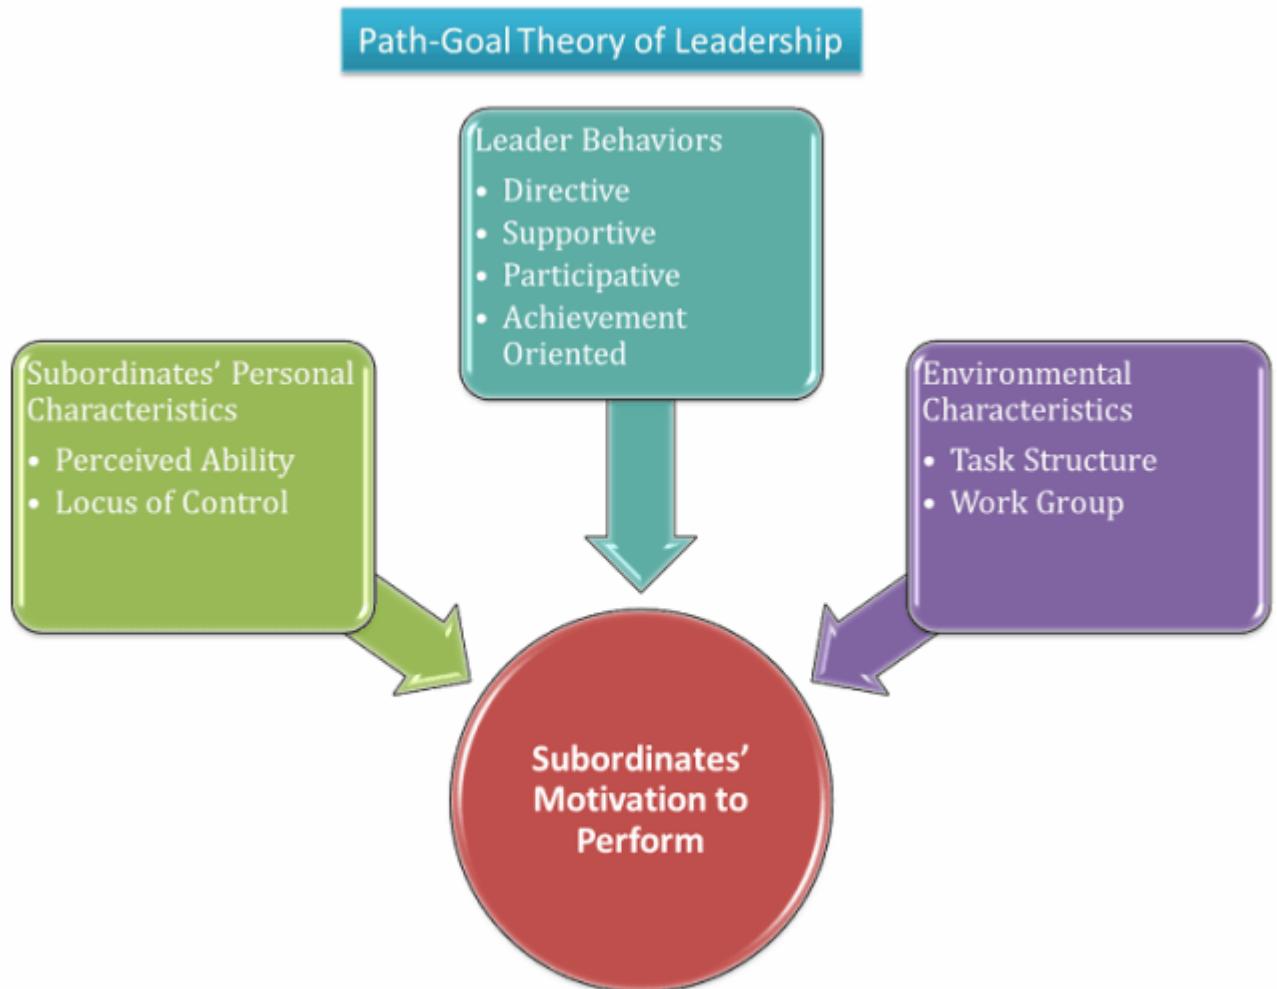 Path-Goal Theory of Leadership
Leader Behaviors
• Directive
• Supportive
• Participative
• Achievement
Oriented
Subordinates’ Personal
Characteristics
• Perceived Ability
• Locus of Control
Environmental
Characteristics
• Task Structure
• Work Group
Subordinates’
Motivation to
Perform